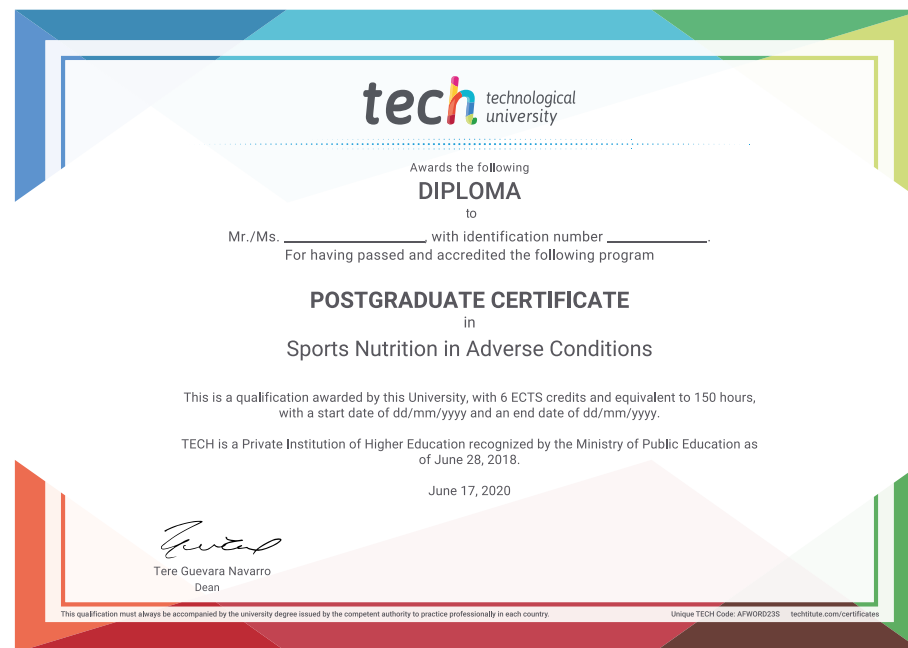 tech technological
university
Awards the following
DIPLOMA
to
Mr./Ms. ____________________, with identification number ______________.
For having passed and accredited the following program
POSTGRADUATE CERTIFICATE
in
Sports Nutrition in Adverse Conditions
This is a qualification awarded by this University, with 6 ECTS credits and equivalent to 150 hours,
with a start date of dd/mm/yyyy and an end date of dd/mm/yyyy.
TECH is a Private Institution of Higher Education recognized by the Ministry of Public Education as
of June 28, 2018.
June 17, 2020
Tere Guevara Navarro
Dean
This qualification must always be accompanied by the university degree issued by the competent authority to practice professionally in each country. Unique TECH Code: AFWORD23S techtitute.com/certificates